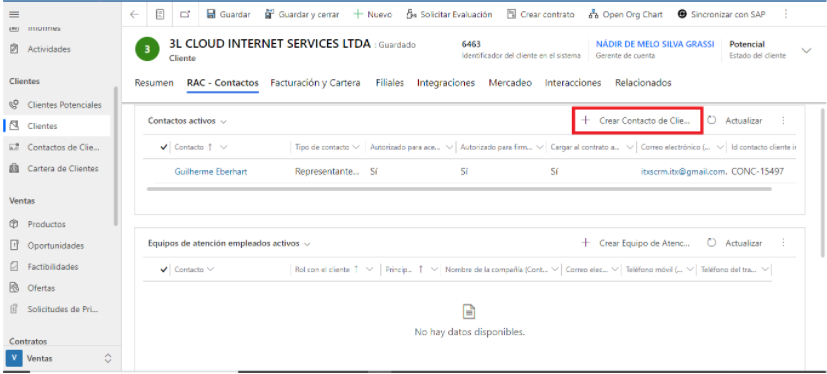 Guardar
Guardar y cerrar
Nuevo
Solicitar Evaluación
Crear contrato
Open Org Chart
Sincronizar con SAP
Informes
Actividades
Clientes
Clientes Potenciales
Clientes
Contactos de Clie...
Cartera de Clientes
Ventas
Productos
Oportunidades
Factibilidades
Ofertas
Solicitudes de Pri...
Contratos
V Ventas
3
3L CLOUD INTERNET SERVICES LTDA : Guardado
Cliente
6463
Identificador del cliente en el sistema
NÁDIR DE MELO SILVA GRASSI
Gerente de cuenta
Potencial
Estado del cliente
Resumen RAC - Contactos Facturación y Cartera Filiales Integraciones Mercadeo Interacciones Relacionados
Contactos activos
Crear Contacto de Clie...
Actualizar
Contacto Tipo de contacto Autorizado para ace... Autorizado para firm... Cargar al contrato a... Correo electrónico (... Id contacto cliente i
Guilherme Eberhart Representante... Sí Sí Sí itxscrm.itx@gmail.com. CONC-15497
Equipos de atención empleados activos
Crear Equipo de Atenc...
Actualizar
Contacto Rol con el cliente Princip... Nombre de la compañía (Cont... Correo elec... Teléfono móvil (... Teléfono del tra...
No hay datos disponibles.